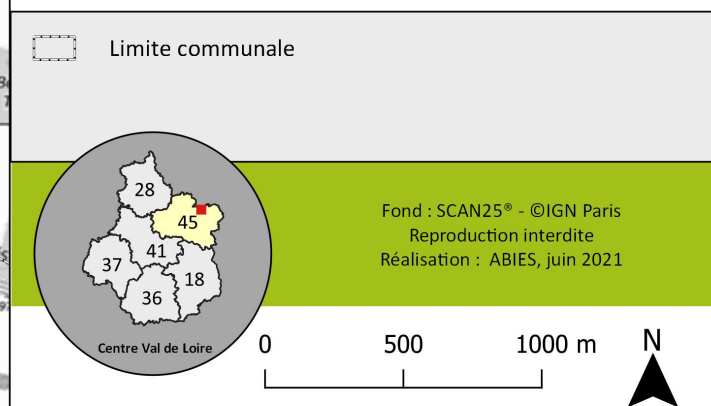 Limite communale
28
45
41
37
18
36
Centre Val de Loire
Fond : SCAN25® - ©IGN Paris
Reproduction interdite
Réalisation : ABIES, juin 2021
0 500 1000 m
N